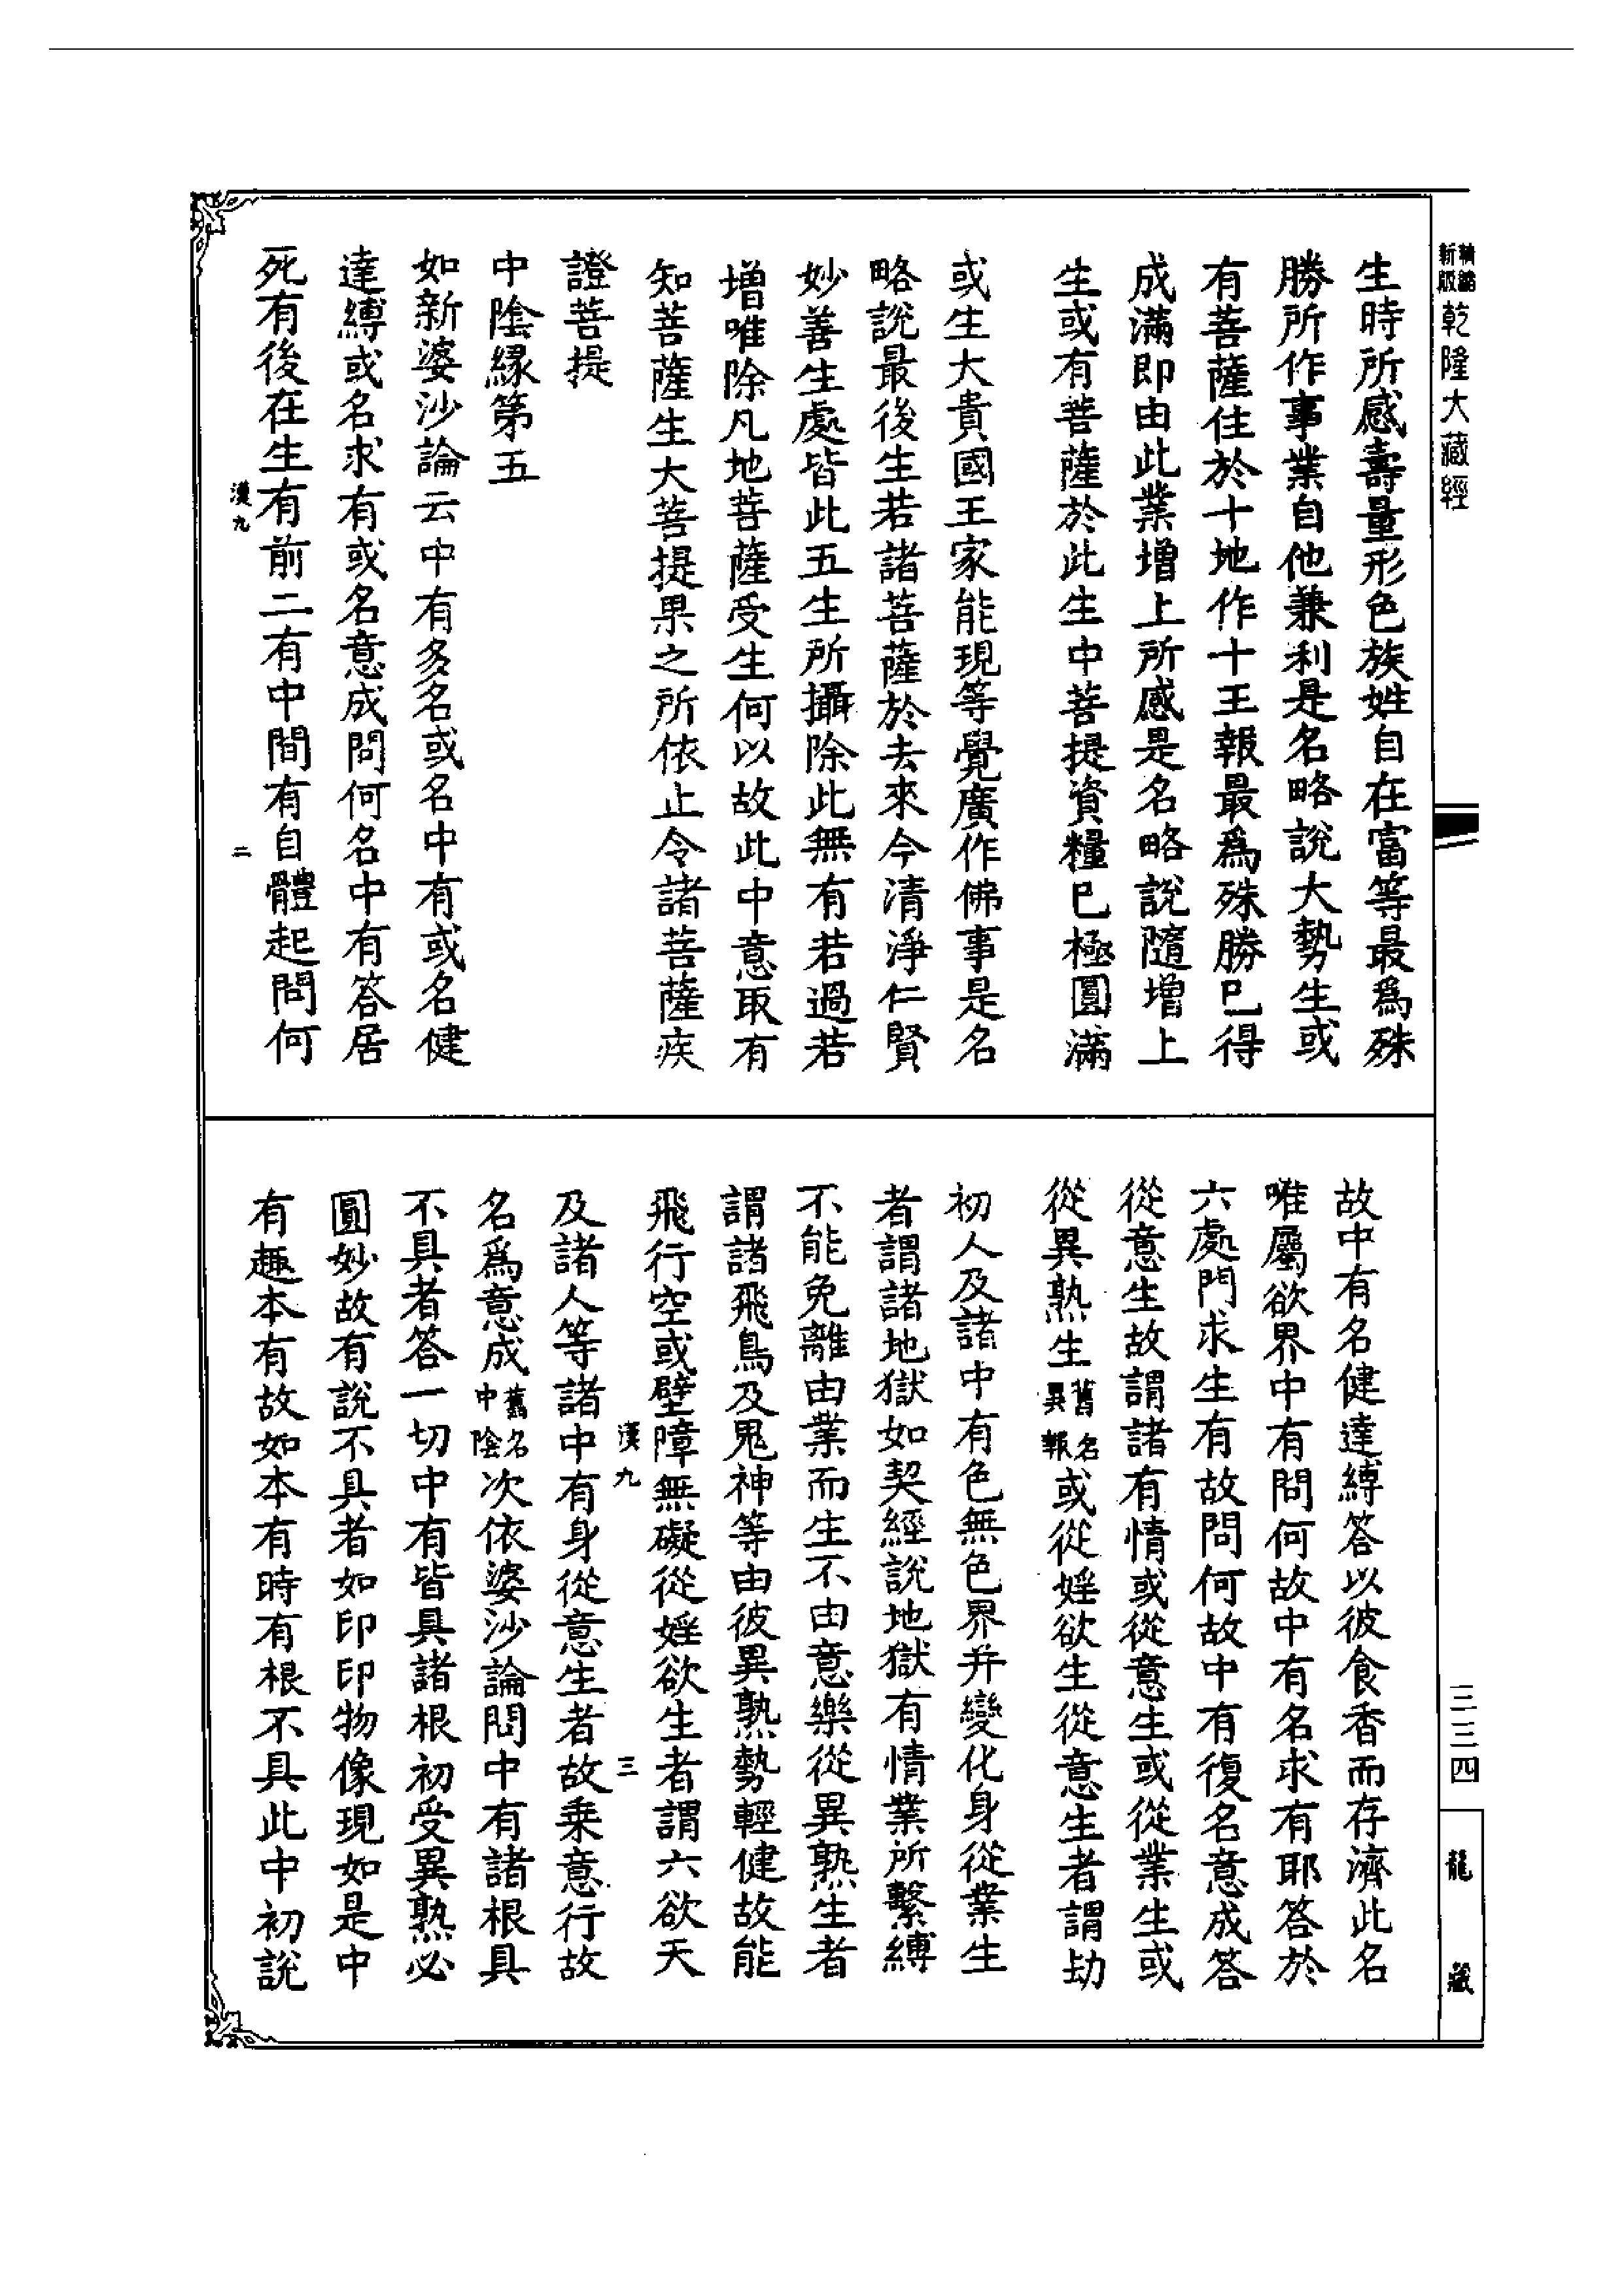 新版精縮乾隆大藏經
生時所感壽量形色族姓自在富等最爲殊
勝所作事業自他兼利是名略說大勢生或
有菩薩住於十地作十王報最爲殊勝巳得
成滿即由此業增上所感是名略說隨增上
生或有菩薩於此生中菩提資糧巳極圓滿
或生大貴國王家能現等覺廣作佛事是名
略說最後生若諸菩薩於去來今清淨仁賢
妙善生處皆此五生所攝除此無有若過若
增唯除凡地菩薩受生何以故此中意取有
知菩薩生大菩提果之所依止令諸菩薩疾
證菩提
中陰緣第五
如新婆沙論云中有多名或名中有或名健
達縛或名求有或名意成問何名中有答居
死有後在生有前二有中間有自體起問何
漢九
二
故中有名健達縛答以彼食香而存濟此名
唯屬欲界中有問何故中有名求有耶答於
六處門求生有故問何故中有復名意成答
從意生故謂諸有情或從意生或從業生或
從異熟生舊名異報或從婬欲生從意生者謂劫
初人及諸中有色無色界并變化身從業生
者謂諸地獄如契經說地獄有情業所繫縛
不能免離由業而生不由意樂從異熟生者
謂諸飛鳥及鬼神等由彼異熟勢輕健故能
飛行空或壁障無礙從婬欲生者謂六欲天
漢九
三
及諸人等諸中有身從意生者故乘意行故
名爲意成舊名中陰次依婆沙論問中有諸根具
不具者答一切中有皆具諸根初受異熟必
圓妙故有說不具者如印印物像現如是中
有趣本有故如本有時有根不具此中初說
三三四
龍藏